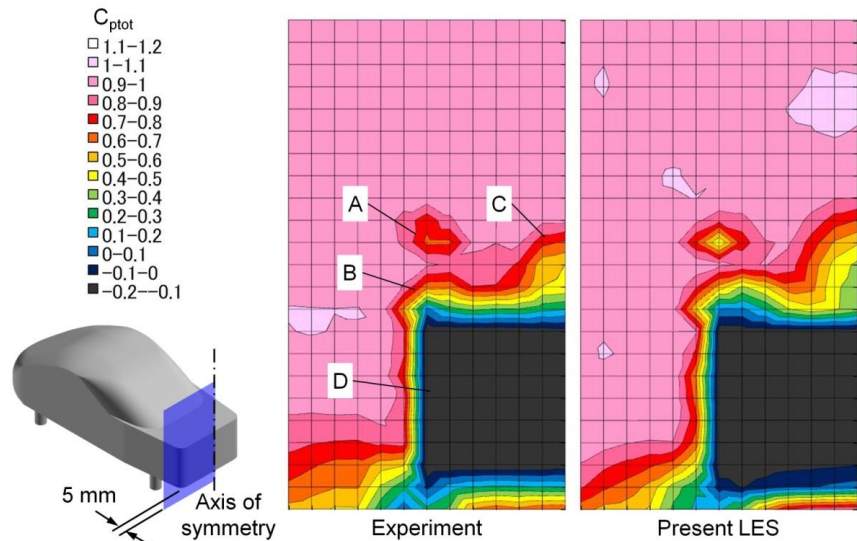 C_ptot
1.1-1.2
1-1.1
0.9-1
0.8-0.9
0.7-0.8
0.6-0.7
0.5-0.6
0.4-0.5
0.3-0.4
0.2-0.3
0.1-0.2
0-0.1
-0.1-0
-0.2--0.1
A
C
B
D
5 mm
Axis of
symmetry
Experiment
Present LES